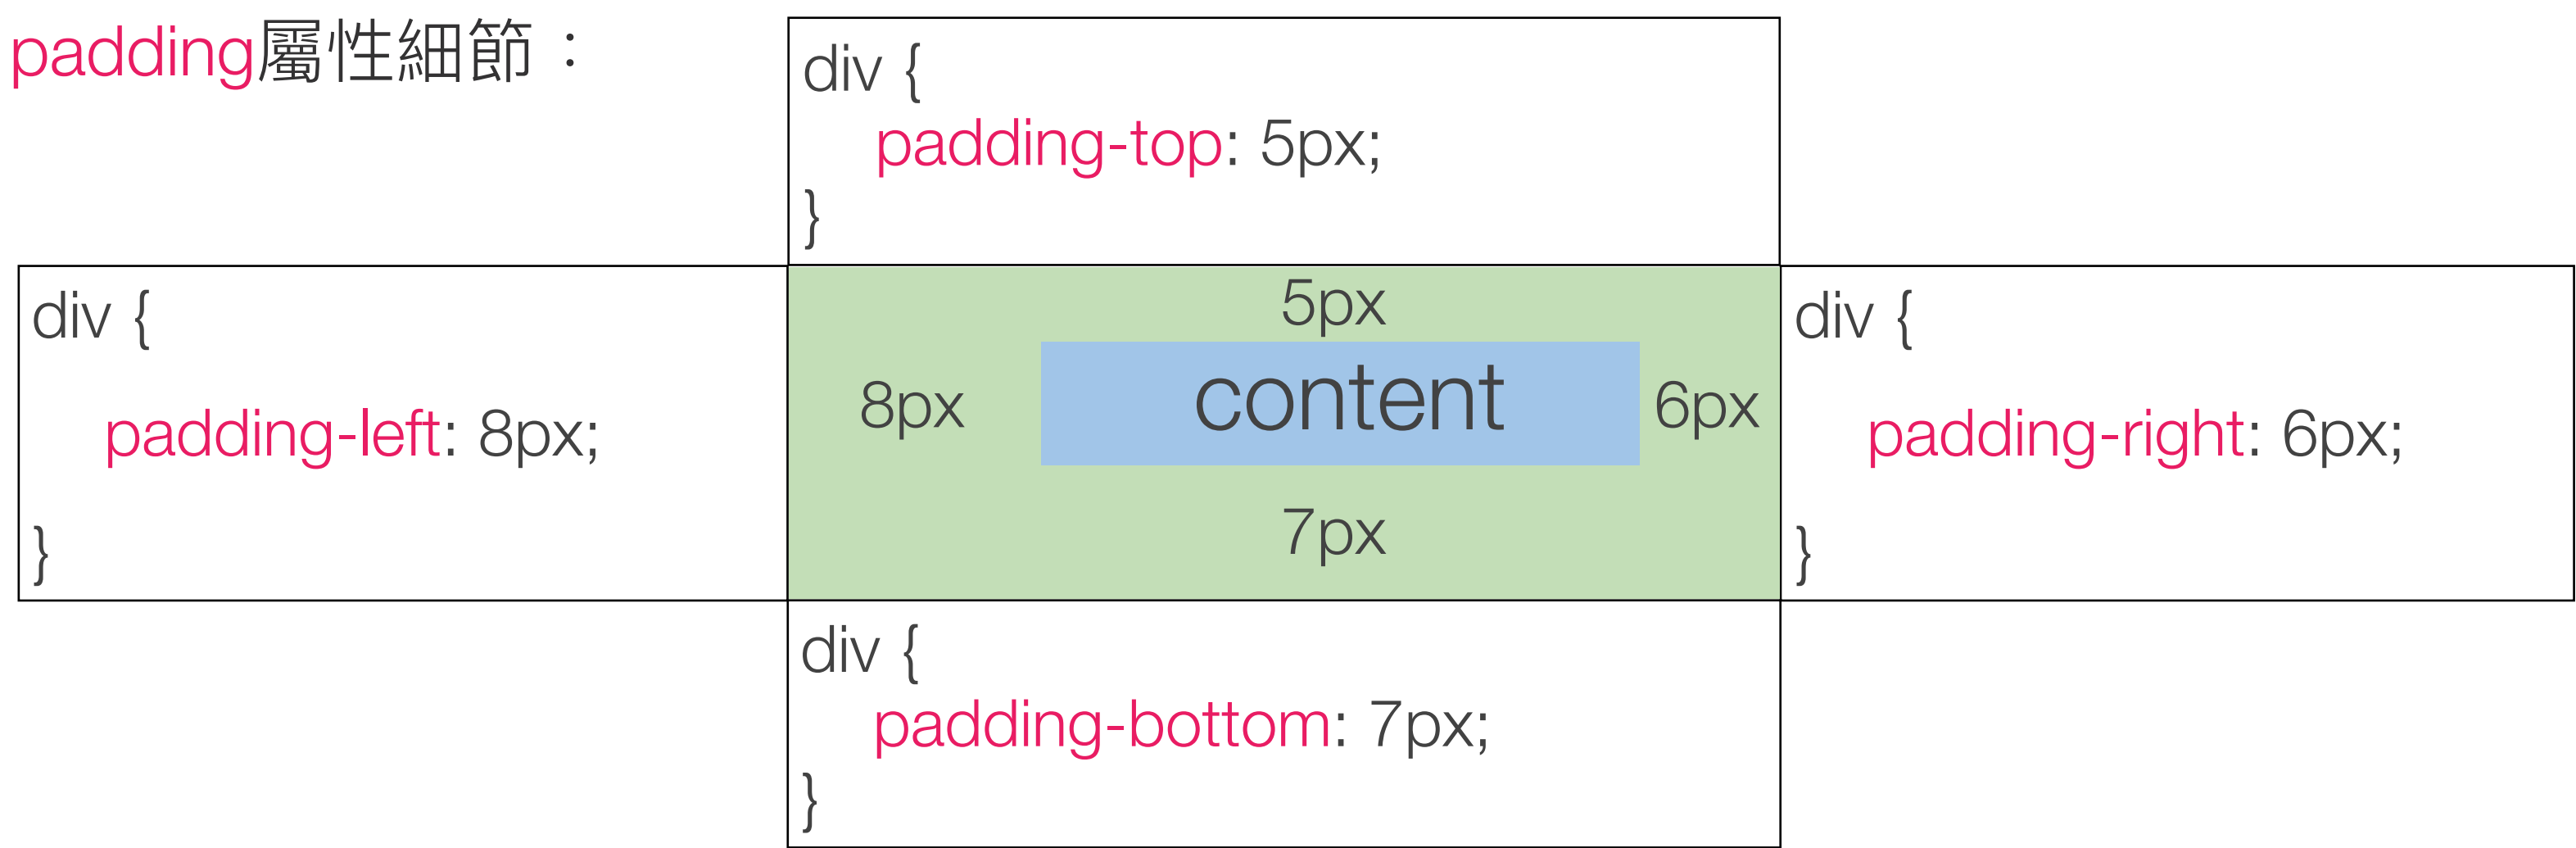 padding屬性細節：
div {
padding-top: 5px;
}
div {
padding-left: 8px;
}
5px
8px
content
6px
7px
div {
padding-right: 6px;
}
div {
padding-bottom: 7px;
}